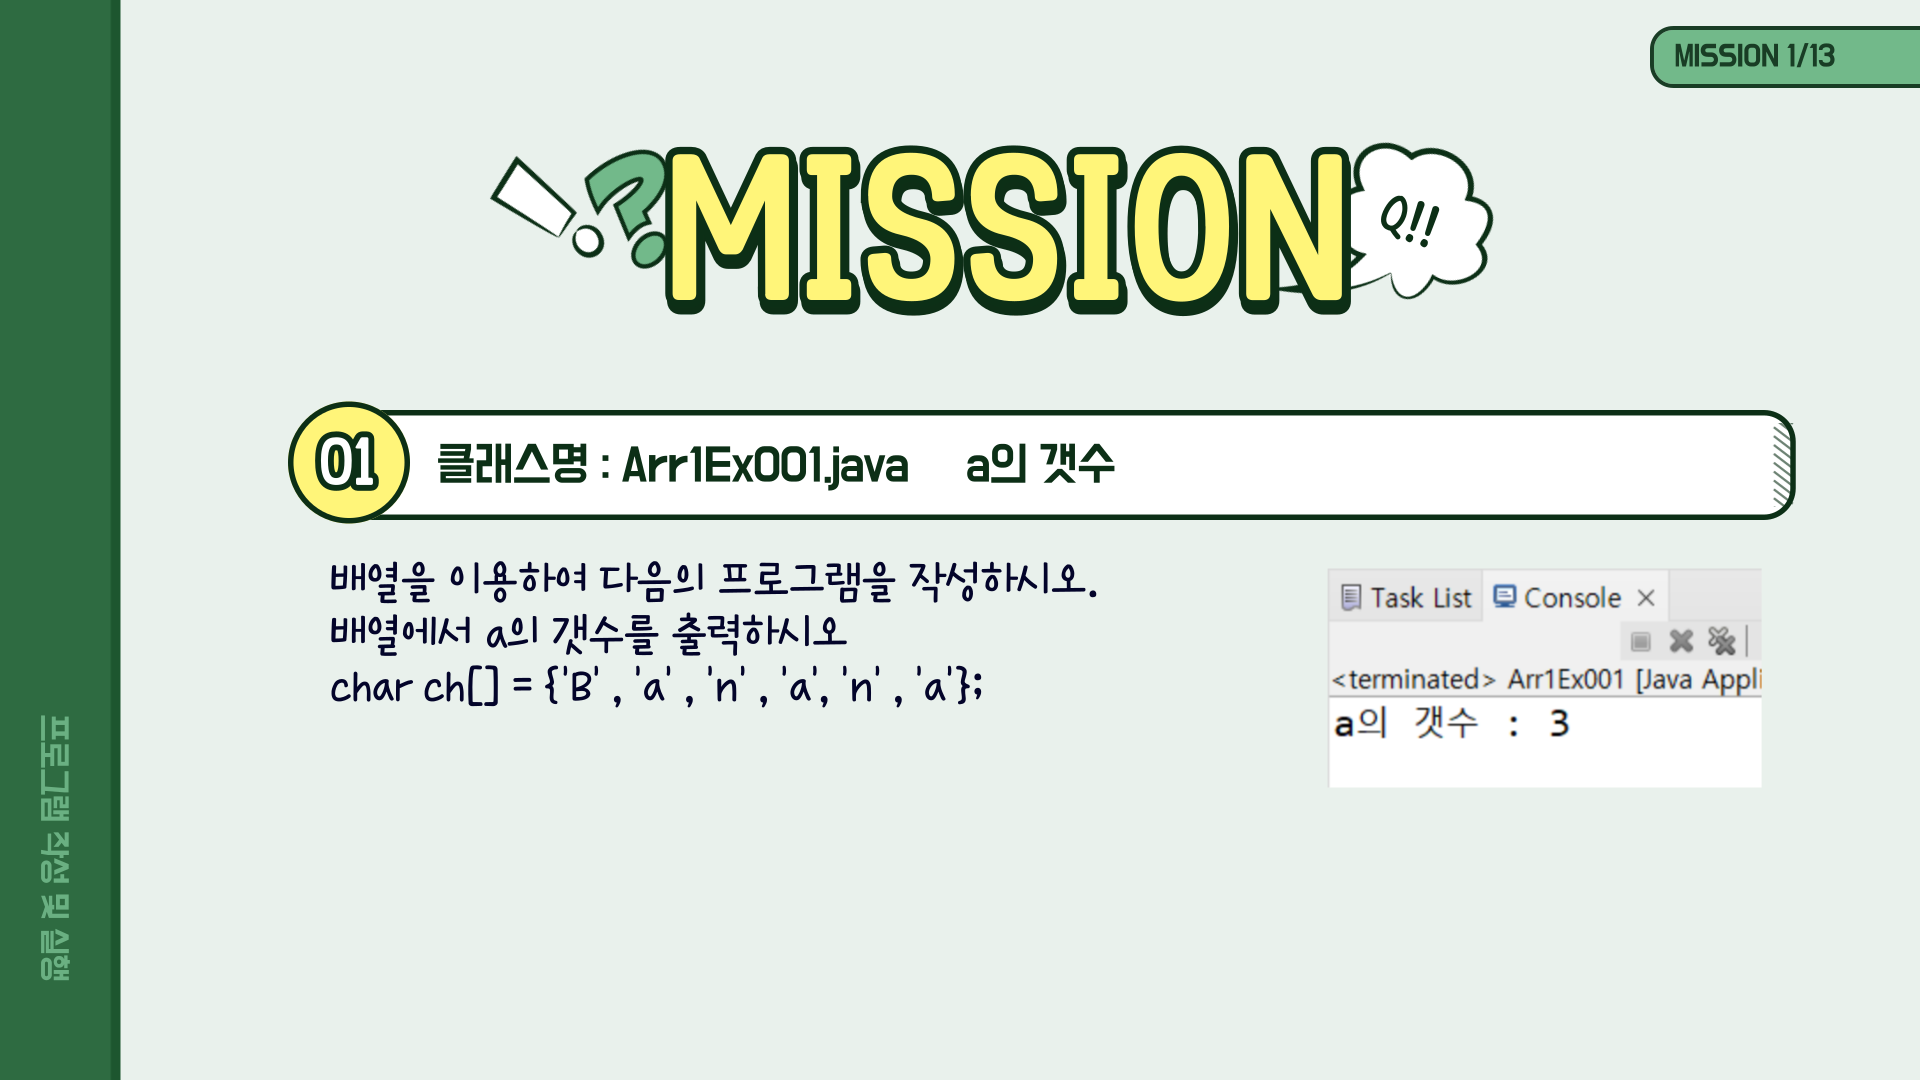 MISSION 1/13
MISSION
Q!!
01
클래스명 : Arr1Ex001.java a의 갯수
배열을 이용하여 다음의 프로그램을 작성하시오.
배열에서 a의 갯수를 출력하시오
char ch[] = {'B' , 'a' , 'n' , 'a', 'n' , 'a'};
Task List Console
<terminated> Arr1Ex001 [Java Appli
a의 갯수 : 3
프로그램 작성 및 실행